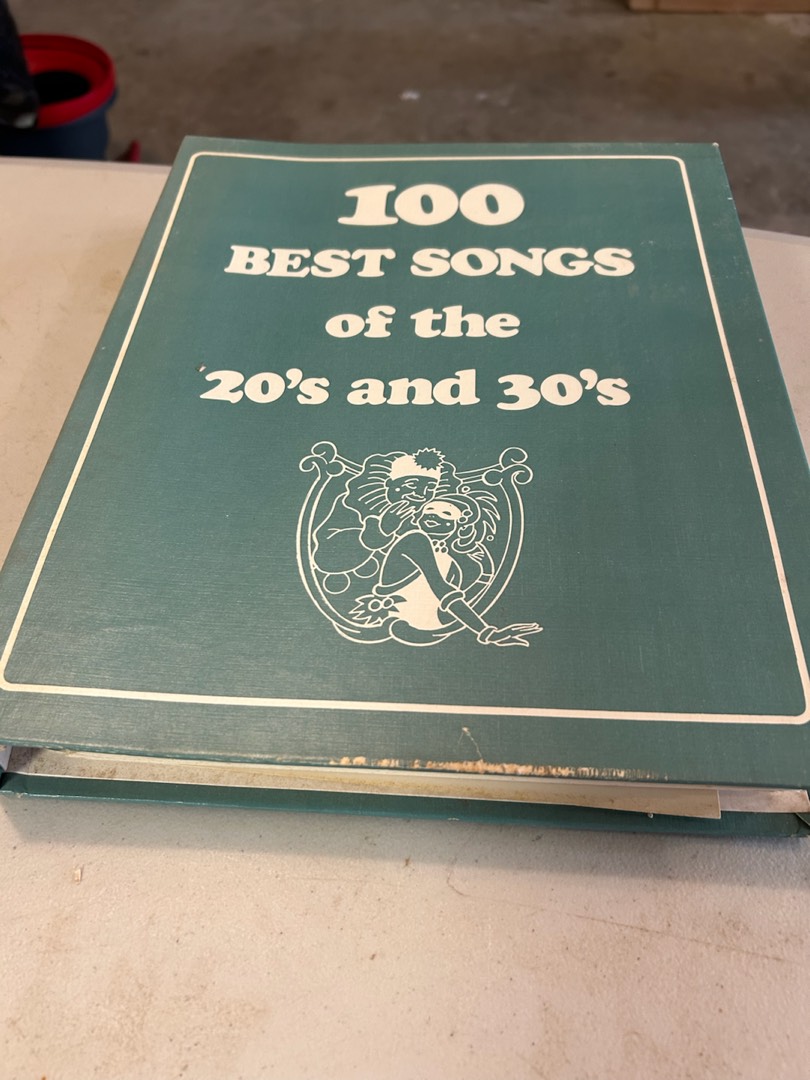 100
BEST SONGS
of the
20's and 30's